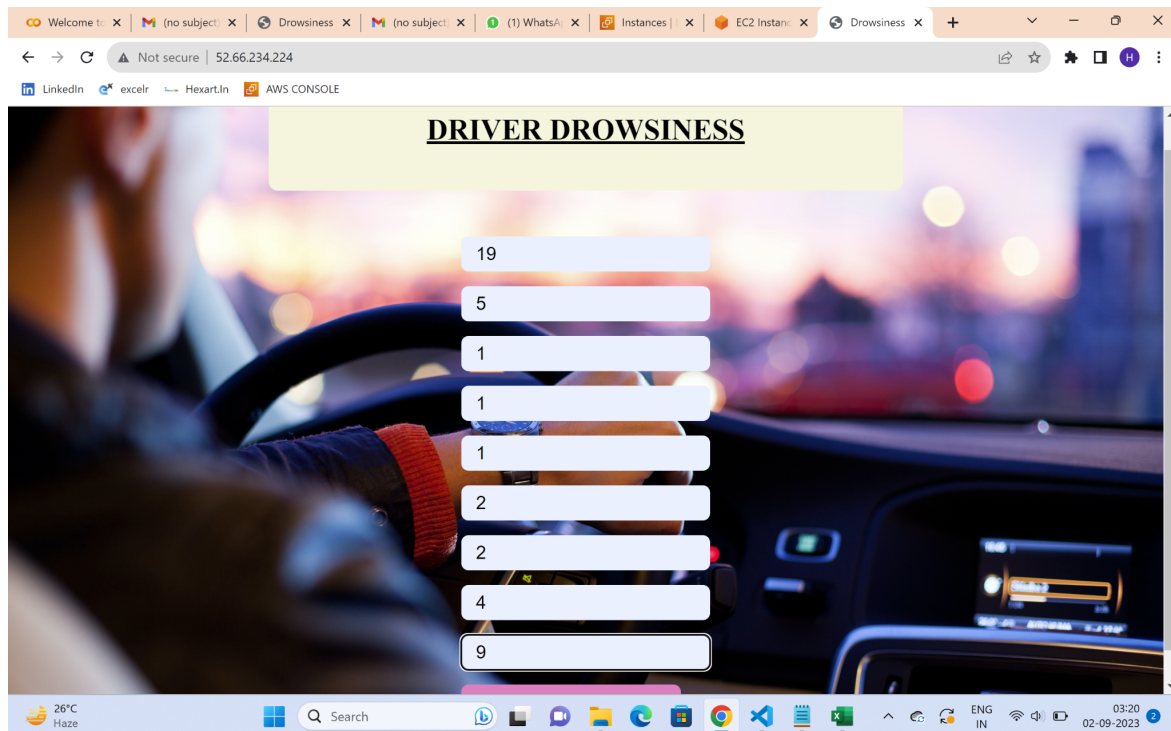 Welcome to
(no subject)
Drowsiness
(no subject)
(1) WhatsAp
Instances |
EC2 Instanc
Drowsiness
Not secure | 52.66.234.224
H
LinkedIn
excelr
Hexart.In
AWS CONSOLE
DRIVER DROWSINESS
19
5
1
1
1
2
2
4
9
26°C
Haze
Search
ENG
IN
03:20
02-09-2023
2